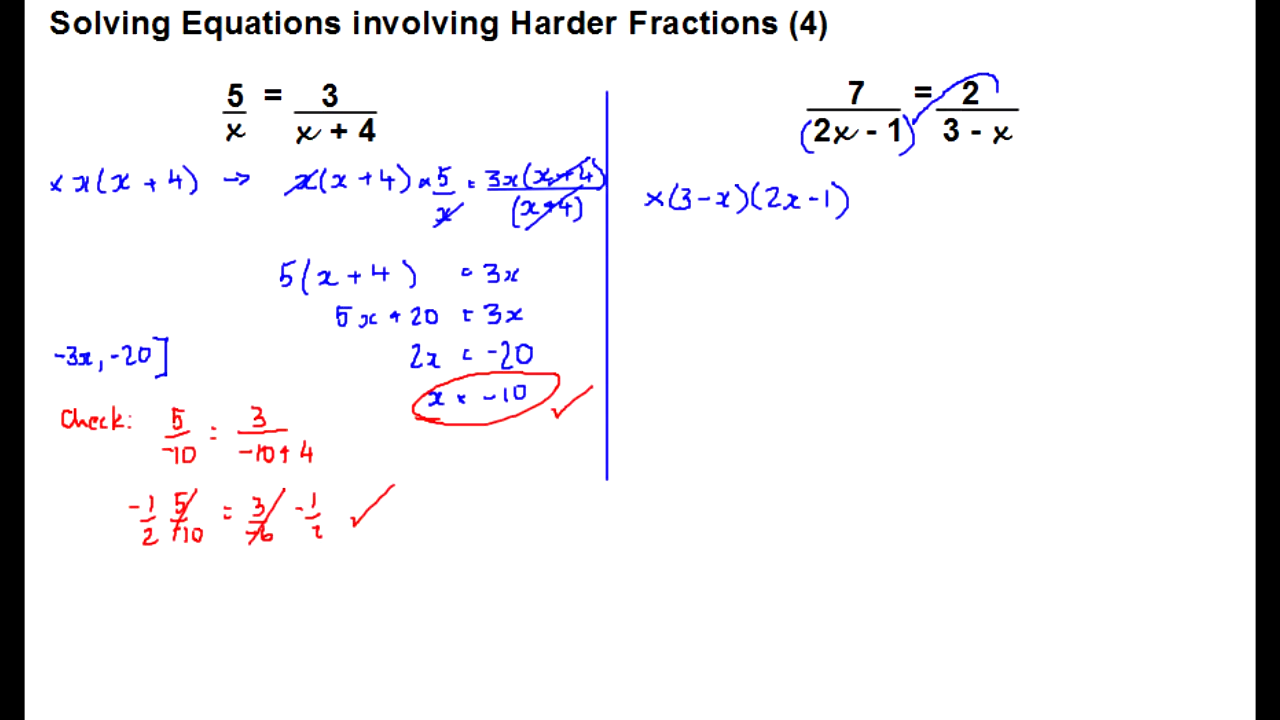 Solving Equations involving Harder Fractions (4)
5/x = 3/(x + 4)
× x(x + 4) → x(x + 4) × 5/x = 3x(x + 4)/(x + 4)
5(x + 4) = 3x
5x + 20 = 3x
-3x, -20] 2x = -20
x = -10 ✓
Check: 5/-10 = 3/-10+4
-1/2 5/-10 = 3/-6 -1/2 ✓
7/(2x - 1) = 2/3 - x
×(3-x)(2x-1)